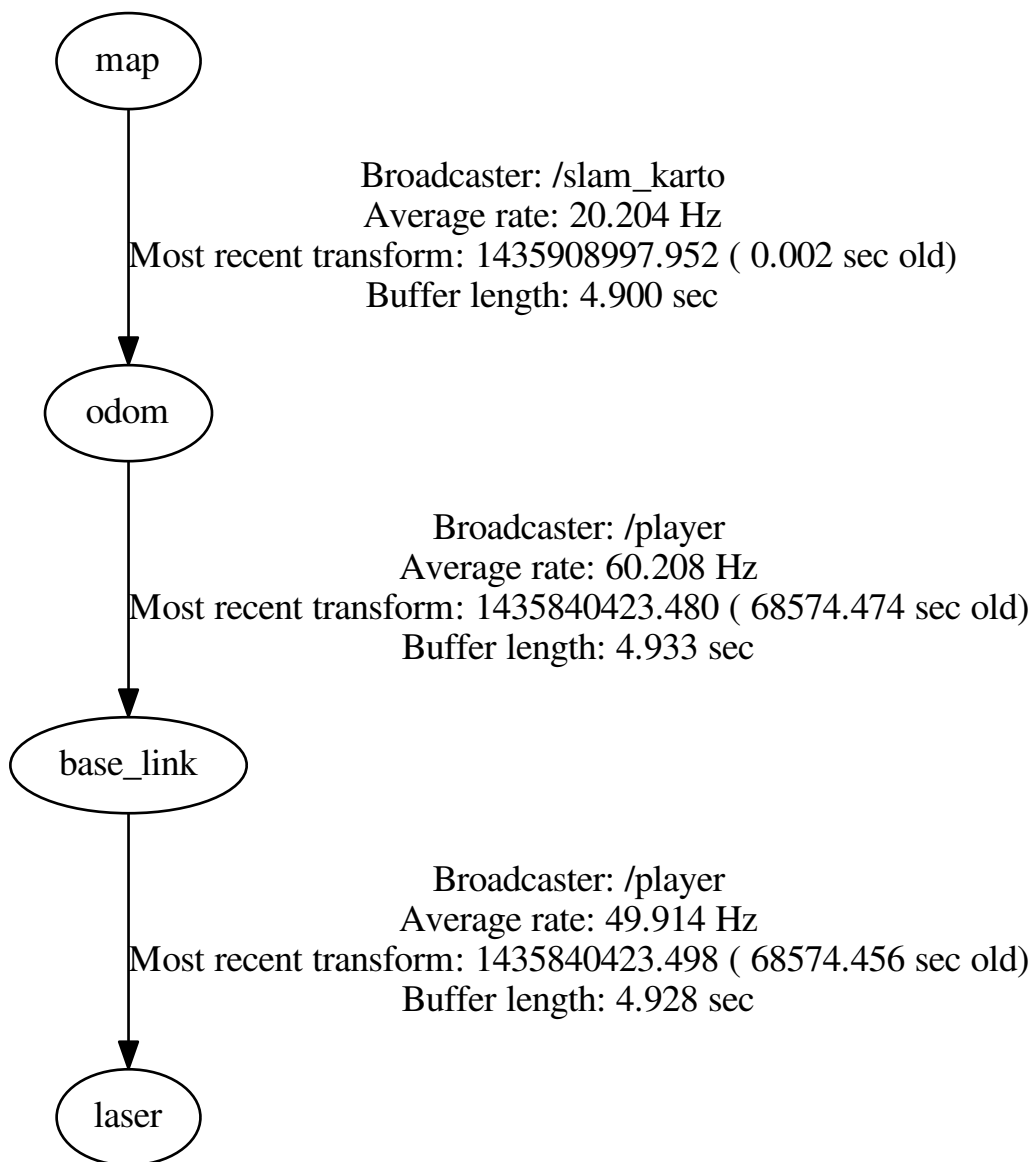 map
Broadcaster: /slam_karto
Average rate: 20.204 Hz
Most recent transform: 1435908997.952 ( 0.002 sec old)
Buffer length: 4.900 sec
odom
Broadcaster: /player
Average rate: 60.208 Hz
Most recent transform: 1435840423.480 ( 68574.474 sec old)
Buffer length: 4.933 sec
base_link
Broadcaster: /player
Average rate: 49.914 Hz
Most recent transform: 1435840423.498 ( 68574.456 sec old)
Buffer length: 4.928 sec
laser